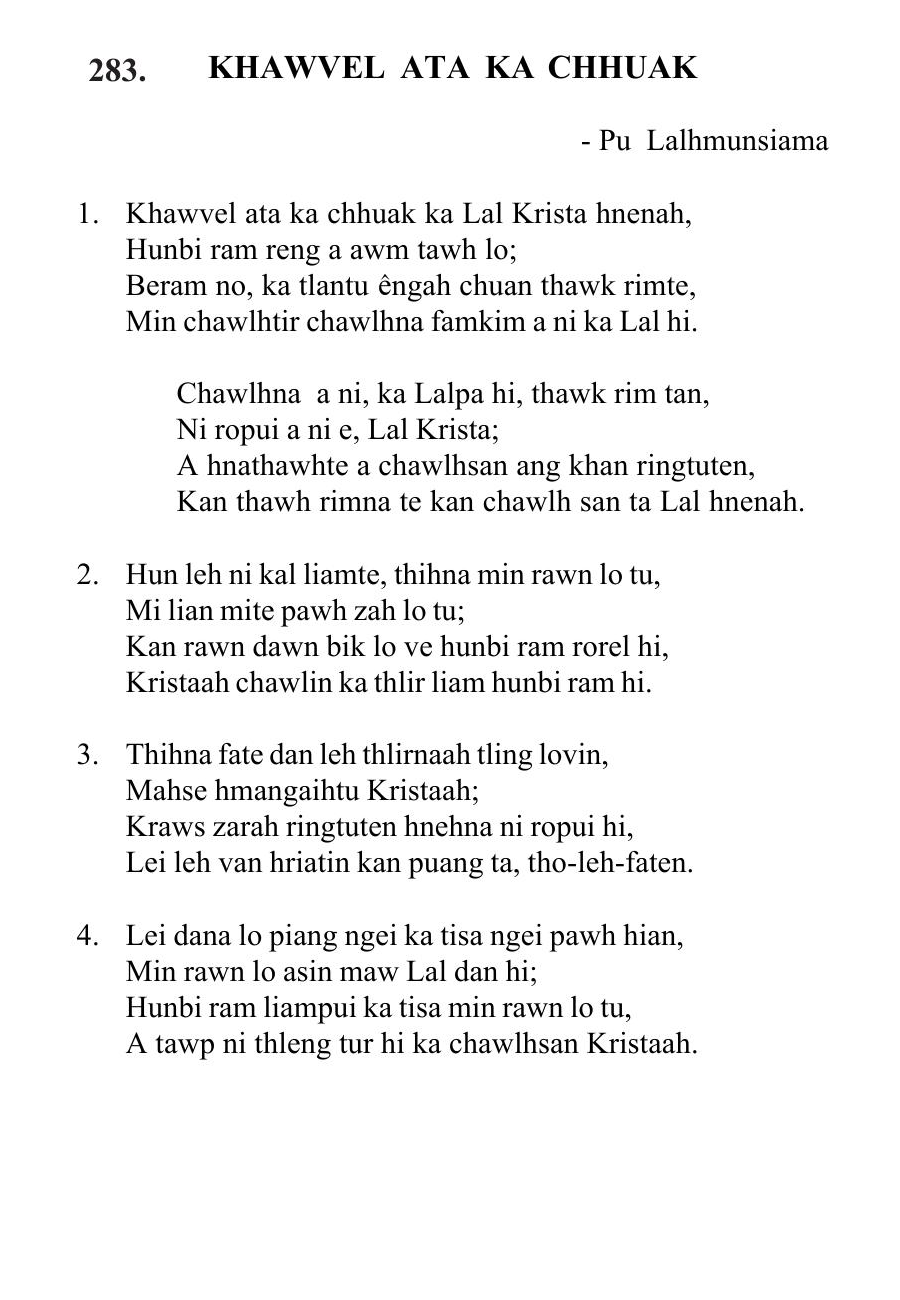 283. KHAWVEL ATA KA CHHUAK
- Pu Lalhmunsiama
1. Khawvel ata ka chhuak ka Lal Krista hnenah,
Hunbi ram reng a awm tawh lo;
Beram no, ka tlantu êngah chuan thawk rimte,
Min chawlhtir chawlhna famkim a ni ka Lal hi.
Chawlhna a ni, ka Lalpa hi, thawk rim tan,
Ni ropui a ni e, Lal Krista;
A hnathawhte a chawlhsan ang khan ringtuten,
Kan thawh rimna te kan chawlh san ta Lal hnenah.
2. Hun leh ni kal liamte, thihna min rawn lo tu,
Mi lian mite pawh zah lo tu;
Kan rawn dawn bik lo ve hunbi ram rorel hi,
Kristaah chawlin ka thlir liam hunbi ram hi.
3. Thihna fate dan leh thlirnaah tling lovin,
Mahse hmangaihtu Kristaah;
Kraws zarah ringtuten hnehna ni ropui hi,
Lei leh van hriatin kan puang ta, tho-leh-faten.
4. Lei dana lo piang ngei ka tisa ngei pawh hian,
Min rawn lo asin maw Lal dan hi;
Hunbi ram liampui ka tisa min rawn lo tu,
A tawp ni thleng tur hi ka chawlhsan Kristaah.